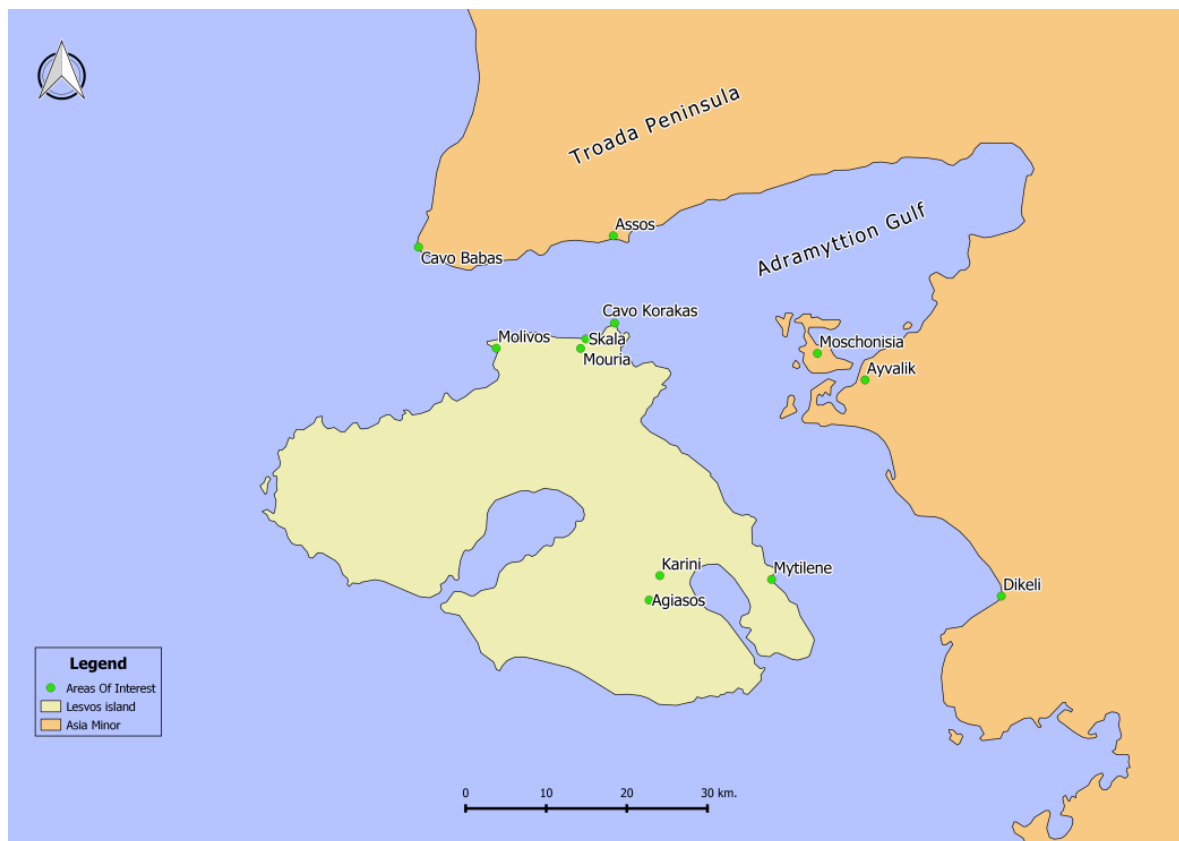 Troada Peninsula
Adramyttion Gulf
Assos
Cavo Babas
Cavo Korakas
Molivos
Skala
Mouria
Moschonisia
Ayvalik
Karini
Mytilene
Agiasos
Dikeli
Legend
Areas Of Interest
Lesvos island
Asia Minor
0 10 20 30 km.